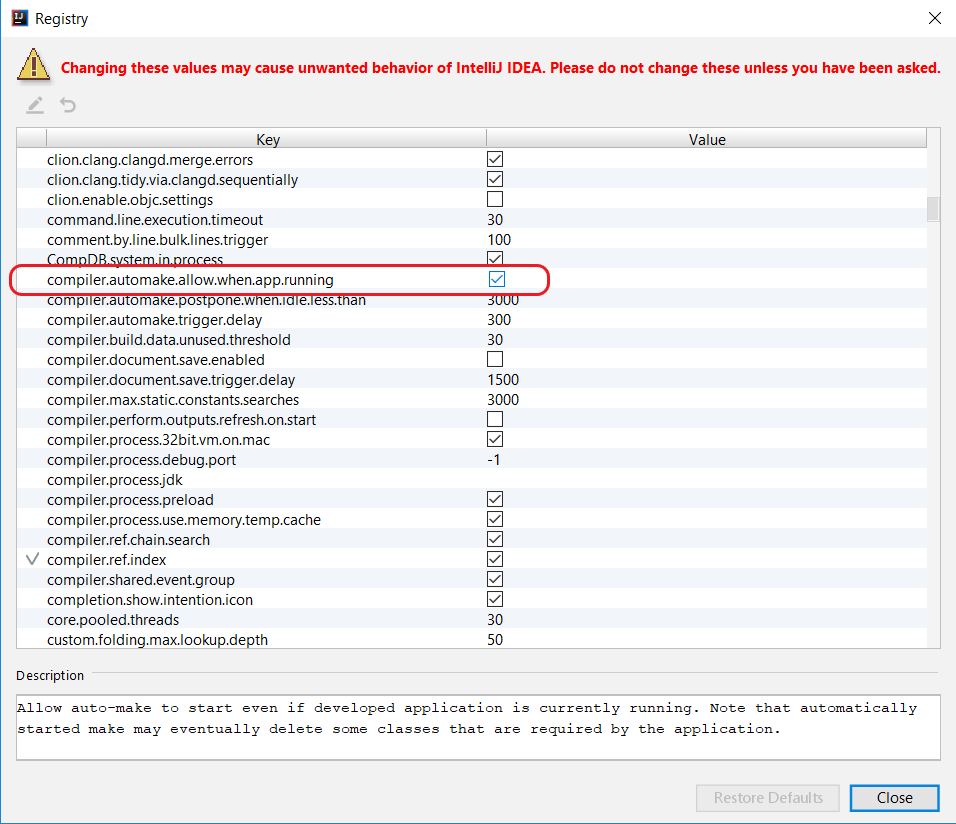 Registry
Changing these values may cause unwanted behavior of IntelliJ IDEA. Please do not change these unless you have been asked.
Key Value
clion.clang.clangd.merge.errors
clion.clang.tidy.via.clangd.sequentially
clion.enable.objc.settings
command.line.execution.timeout 30
comment.by.line.bulk.lines.trigger 100
CompDB.system.in.process
compiler.automake.allow.when.app.running
compiler.automake.postpone.when.idle.less.than 3000
compiler.automake.trigger.delay 300
compiler.build.data.unused.threshold 30
compiler.document.save.enabled
compiler.document.save.trigger.delay 1500
compiler.max.static.constants.searches 3000
compiler.perform.outputs.refresh.on.start
compiler.process.32bit.vm.on.mac
compiler.process.debug.port -1
compiler.process.jdk
compiler.process.preload
compiler.process.use.memory.temp.cache
compiler.ref.chain.search
compiler.ref.index
compiler.shared.event.group
completion.show.intention.icon
core.pooled.threads 30
custom.folding.max.lookup.depth 50
Description
Allow auto-make to start even if developed application is currently running. Note that automatically
started make may eventually delete some classes that are required by the application.
Restore Defaults Close